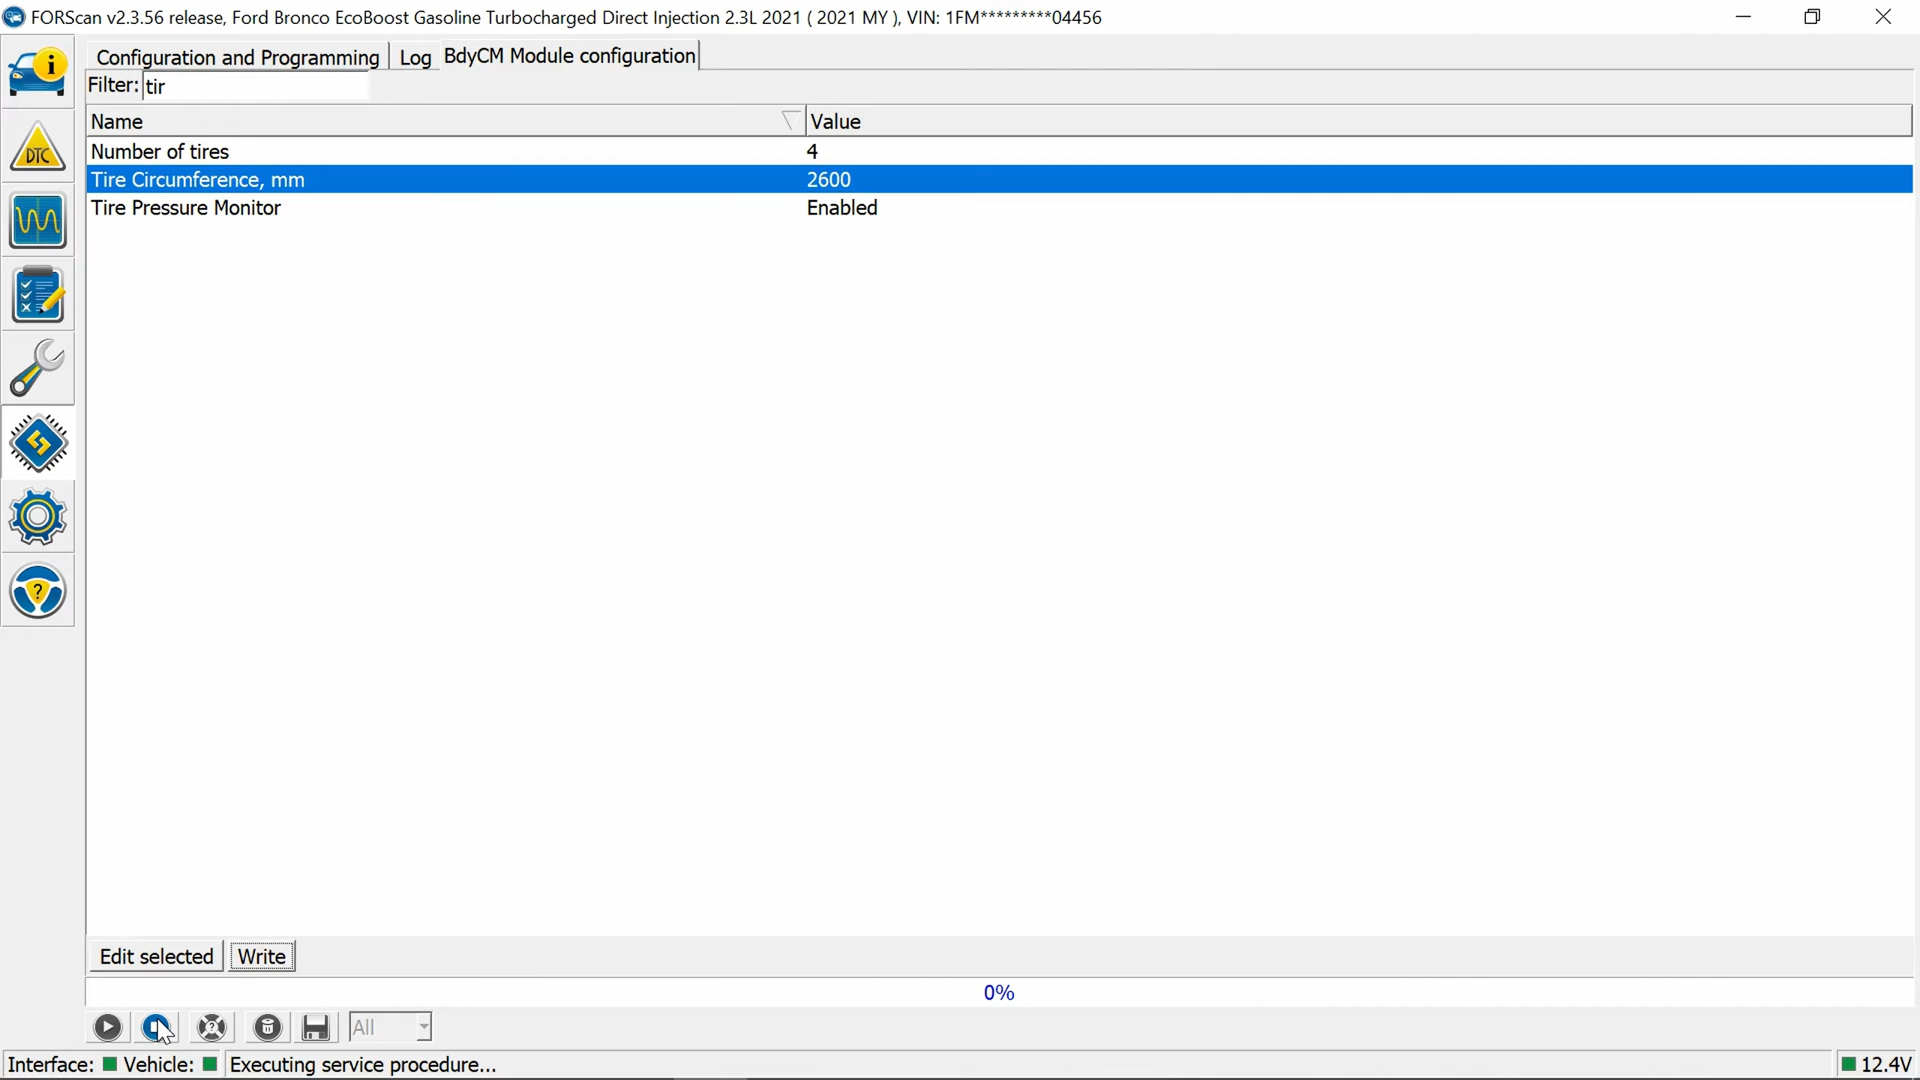 FORScan v2.3.56 release, Ford Bronco EcoBoost Gasoline Turbocharged Direct Injection 2.3L 2021 ( 2021 MY ), VIN: 1FM*********04456
Configuration and Programming Log BdyCM Module configuration
Filter: tir
Name Value
Number of tires 4
Tire Circumference, mm 2600
Tire Pressure Monitor Enabled
DTC
Edit selected Write
0%
All
Interface: Vehicle: Executing service procedure... 12.4V